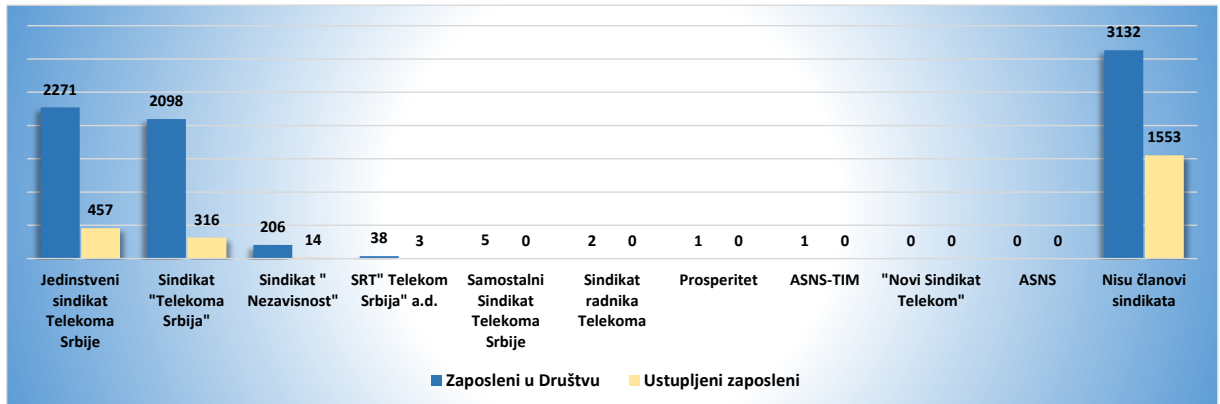 2271
457
2098
316
206
14
38
3
5
0
2
0
1
0
1
0
0
0
0
0
3132
1553
Jedinstveni
sindikat
Telekoma
Srbije
Sindikat
"Telekoma
Srbija"
Sindikat "
Nezavisnost"
SRT" Telekom
Srbija" a.d.
Samostalni
Sindikat
Telekoma
Srbije
Sindikat
radnika
Telekoma
Prosperitet
ASNS-TIM
"Novi Sindikat
Telekom"
ASNS
Nisu članovi
sindikata
Zaposleni u Društvu
Ustupljeni zaposleni